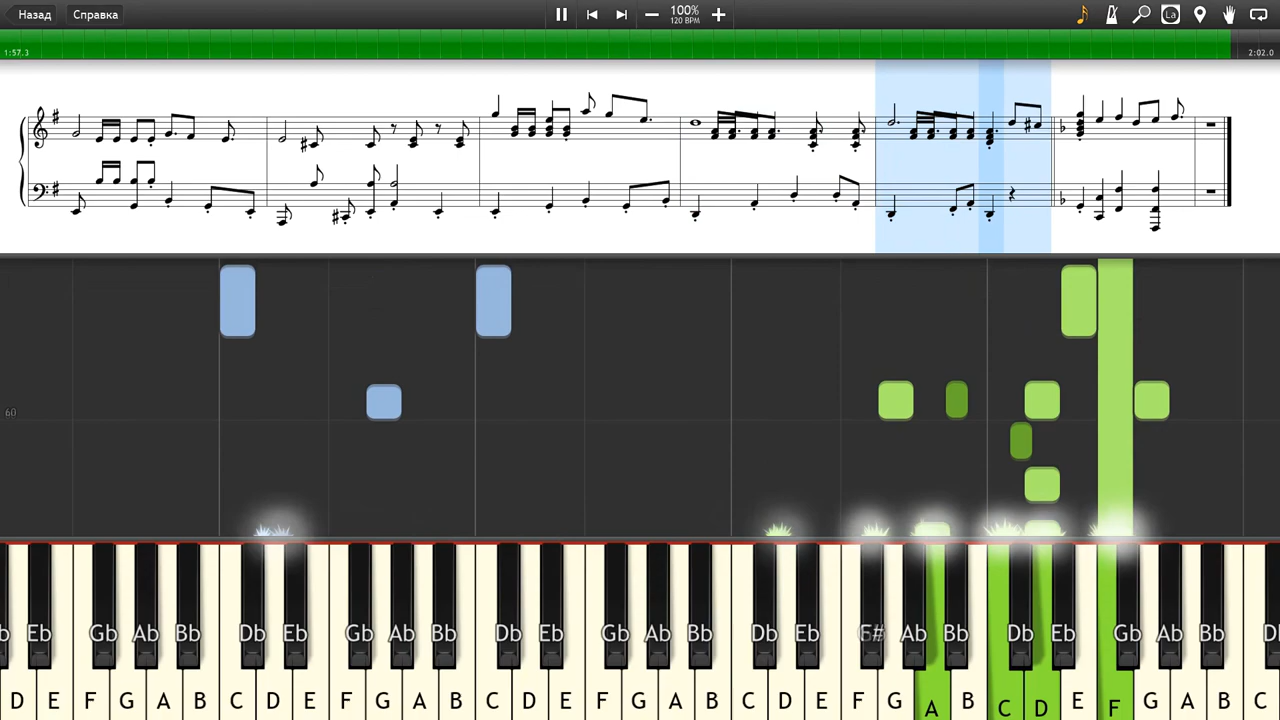 Назад Справка 100% La
120 BPM
1:57.3 2:02.0
60
Eb Gb Ab Bb Db Eb Gb Ab Bb Db Eb Gb Ab Bb Db Eb Ab Bb Db Eb Gb Ab Bb
D E F G A B C D E F G A B C D E F G A B C D E F G A B C D E F G A B C